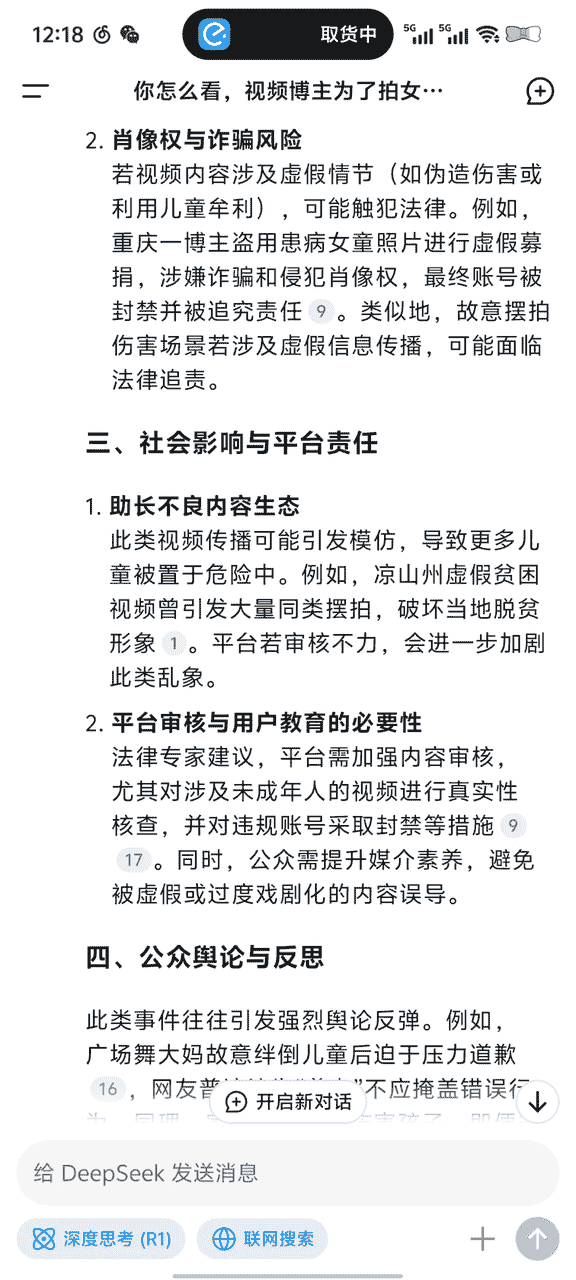 12:18
取货中
5G 5G
你怎么看，视频博主为了拍女…
2. 肖像权与诈骗风险
若视频内容涉及虚假情节（如伪造伤害或
利用儿童牟利），可能触犯法律。例如，
重庆一博主盗用患病女童照片进行虚假募
捐，涉嫌诈骗和侵犯肖像权，最终账号被
封禁并被追究责任 9 。类似地，故意摆拍
伤害场景若涉及虚假信息传播，可能面临
法律追责。
三、社会影响与平台责任
1. 助长不良内容生态
此类视频传播可能引发模仿，导致更多儿
童被置于危险中。例如，凉山州虚假贫困
视频曾引发大量同类摆拍，破坏当地脱贫
形象 1 。平台若审核不力，会进一步加剧
此类乱象。
2. 平台审核与用户教育的必要性
法律专家建议，平台需加强内容审核，
尤其对涉及未成年人的视频进行真实性
核查，并对违规账号采取封禁等措施 9
17 。同时，公众需提升媒介素养，避免
被虚假或过度戏剧化的内容误导。
四、公众舆论与反思
此类事件往往引发强烈舆论反弹。例如，
广场舞大妈故意绊倒儿童后迫于压力道歉
16 ，网友普 不应掩盖错误行
开启新对话
给 DeepSeek 发送消息
深度思考 (R1)
联网搜索